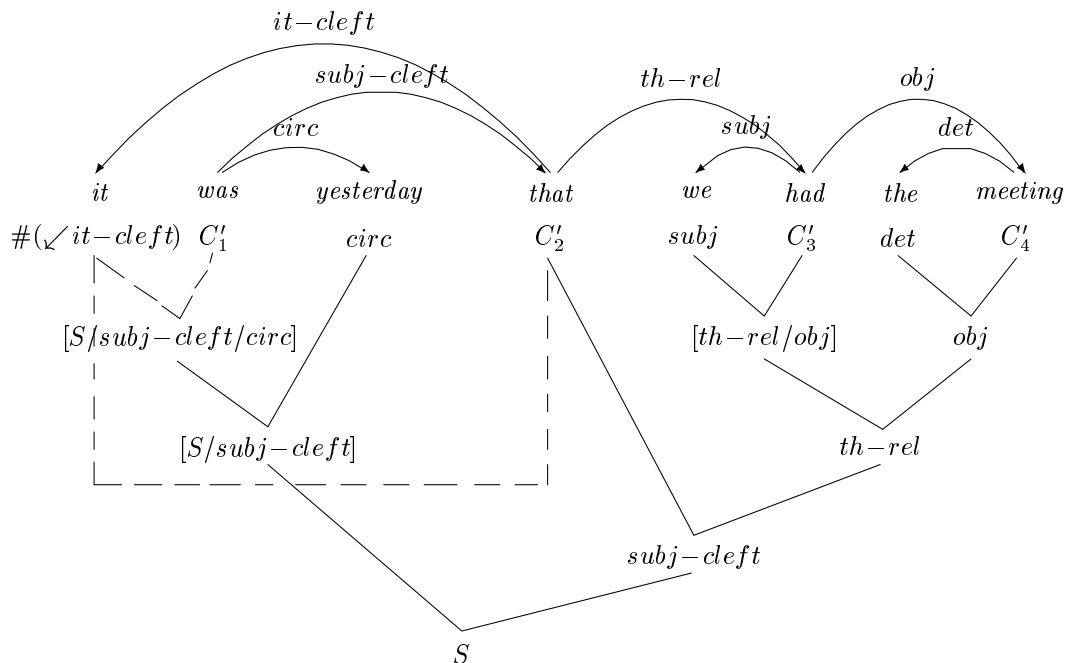 it−cleft
subj−cleft th−rel obj
circ subj det
it was yesterday that we had the meeting
#(↙ it−cleft) C′₁ circ C′₂ subj C′₃ det C′₄
[S/subj−cleft/circ] [th−rel/obj] obj
[S/subj−cleft] th−rel
subj−cleft
S